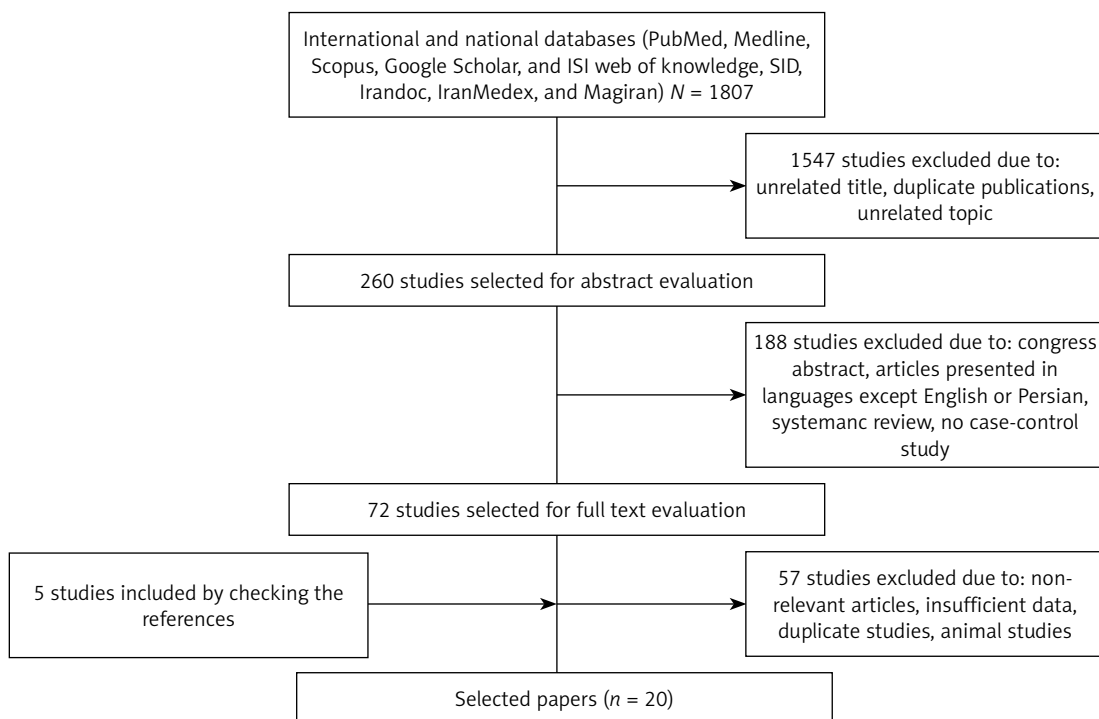 International and national databases (PubMed, Medline,
Scopus, Google Scholar, and ISI web of knowledge, SID,
Irandoc, IranMedex, and Magiran) N = 1807
1547 studies excluded due to:
unrelated title, duplicate publications,
unrelated topic
260 studies selected for abstract evaluation
188 studies excluded due to: congress
abstract, articles presented in
languages except English or Persian,
systemanc review, no case-control
study
72 studies selected for full text evaluation
5 studies included by checking the
references
57 studies excluded due to: non-
relevant articles, insufficient data,
duplicate studies, animal studies
Selected papers (n = 20)